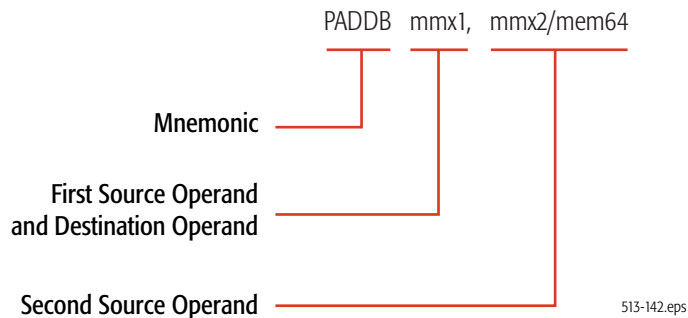 PADDB mmx1, mmx2/mem64
Mnemonic
First Source Operand
and Destination Operand
Second Source Operand
513-142.eps